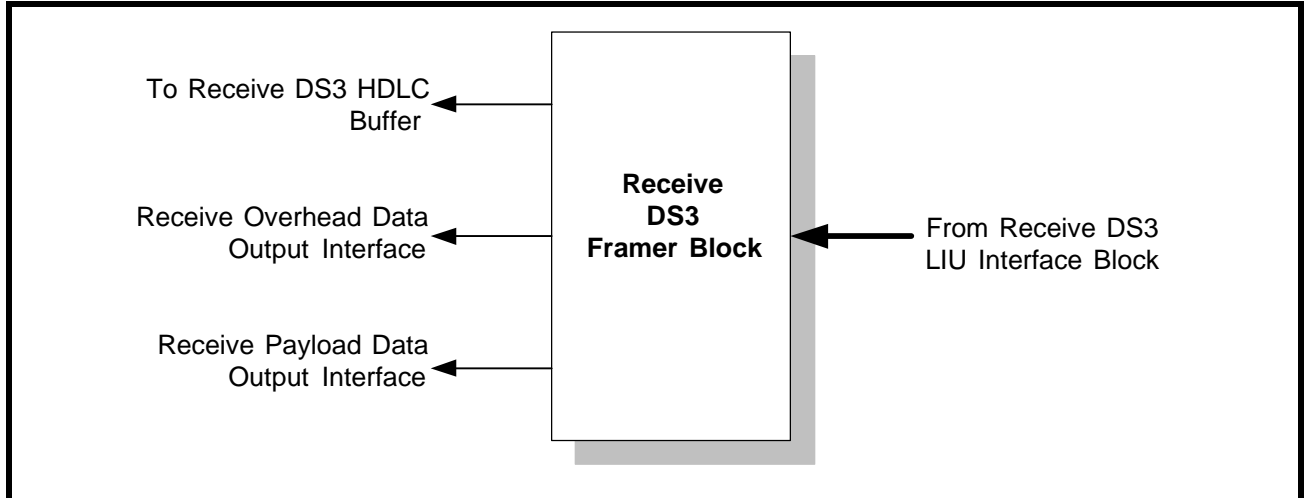 To Receive DS3 HDLC
Buffer
Receive Overhead Data
Output Interface
Receive Payload Data
Output Interface
Receive
DS3
Framer Block
From Receive DS3
LIU Interface Block